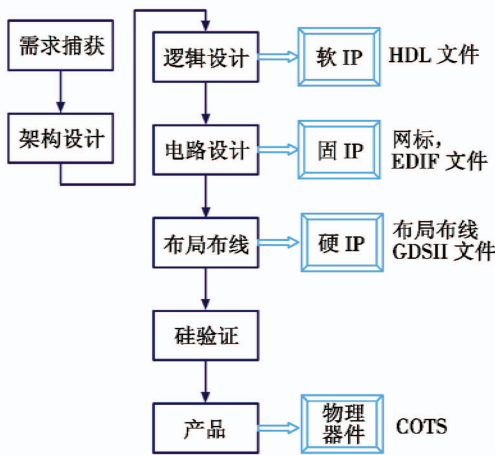 需求捕获
架构设计
逻辑设计
软 IP
HDL 文件
电路设计
固 IP
网标，
EDIF 文件
布局布线
硬 IP
布局布线
GDSII 文件
硅验证
产品
物理
器件
COTS